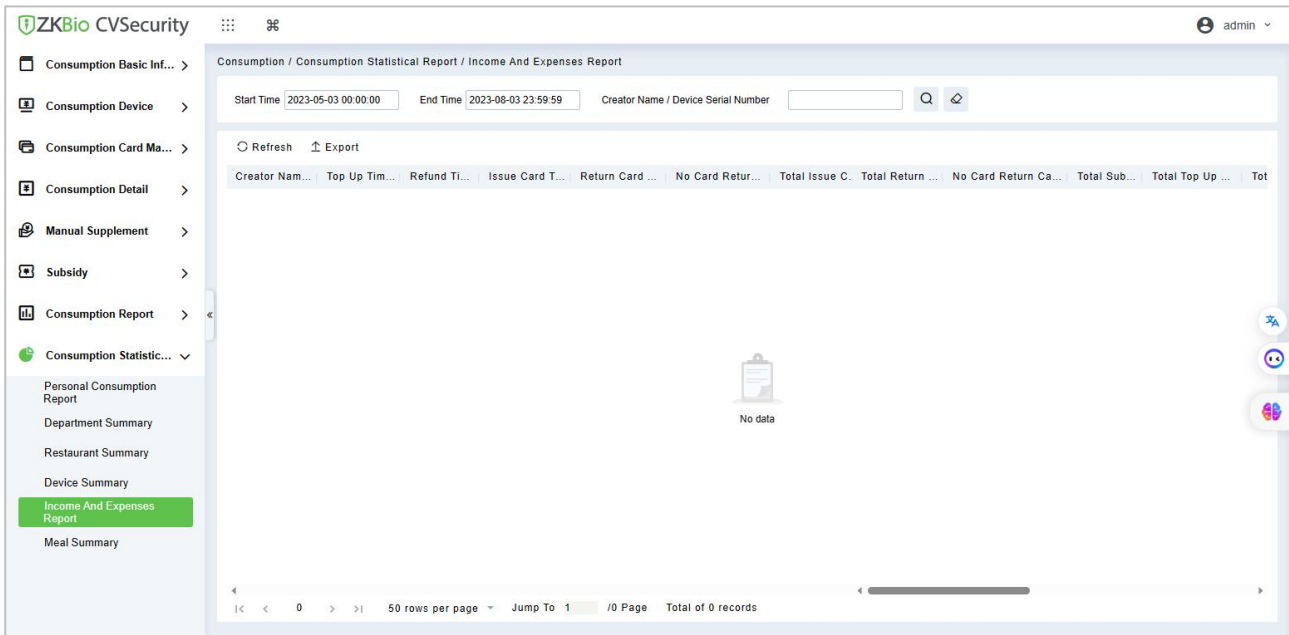 ZKBio CVSecurity
admin
Consumption Basic Inf...
Consumption Device
Consumption Card Ma...
Consumption Detail
Manual Supplement
Subsidy
Consumption Report
Consumption Statistic...
Personal Consumption
Report
Department Summary
Restaurant Summary
Device Summary
Income And Expenses
Report
Meal Summary
Consumption / Consumption Statistical Report / Income And Expenses Report
Start Time 2023-05-03 00:00:00 End Time 2023-08-03 23:59:59 Creator Name / Device Serial Number
Refresh Export
Creator Nam... Top Up Tim... Refund Ti... Issue Card T... Return Card ... No Card Retur... Total Issue C. Total Return ... No Card Return Ca... Total Sub... Total Top Up ... Tot
No data
0 50 rows per page Jump To 1 /0 Page Total of 0 records